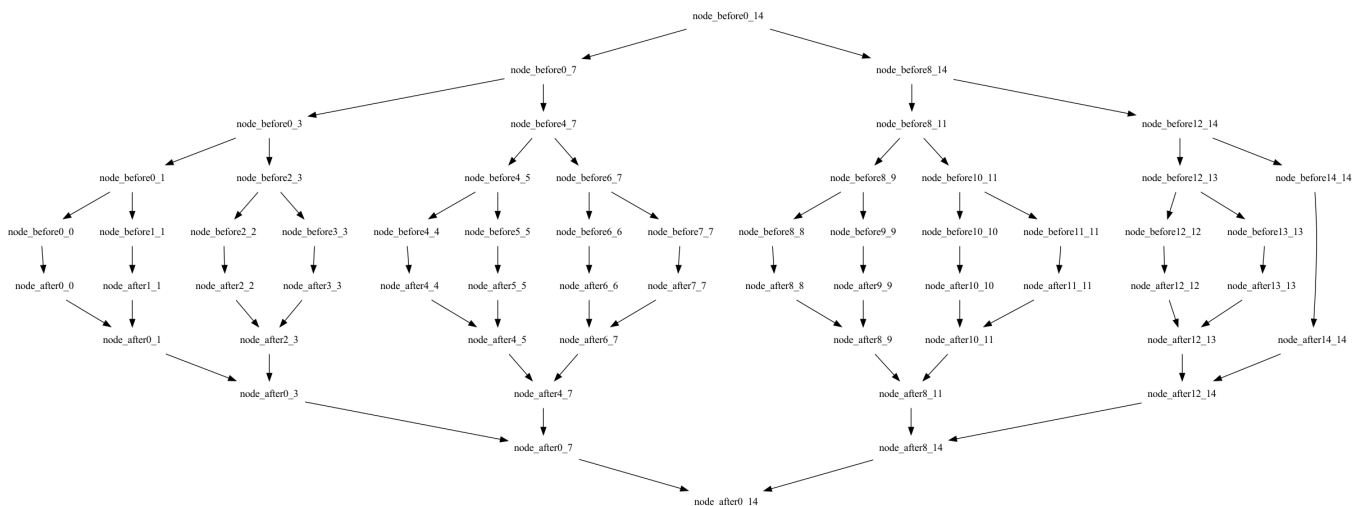 node_before0_14
node_before0_7
node_before8_14
node_before0_3
node_before4_7
node_before8_11
node_before12_14
node_before0_1
node_before2_3
node_before4_5
node_before6_7
node_before8_9
node_before10_11
node_before12_13
node_before14_14
node_before0_0
node_before1_1
node_before2_2
node_before3_3
node_before4_4
node_before5_5
node_before6_6
node_before7_7
node_before8_8
node_before9_9
node_before10_10
node_before11_11
node_before12_12
node_before13_13
node_after0_0
node_after1_1
node_after2_2
node_after3_3
node_after4_4
node_after5_5
node_after6_6
node_after7_7
node_after8_8
node_after9_9
node_after10_10
node_after11_11
node_after12_12
node_after13_13
node_after0_1
node_after2_3
node_after4_5
node_after6_7
node_after8_9
node_after10_11
node_after12_13
node_after14_14
node_after0_3
node_after4_7
node_after8_11
node_after12_14
node_after0_7
node_after8_14
node_after0_14